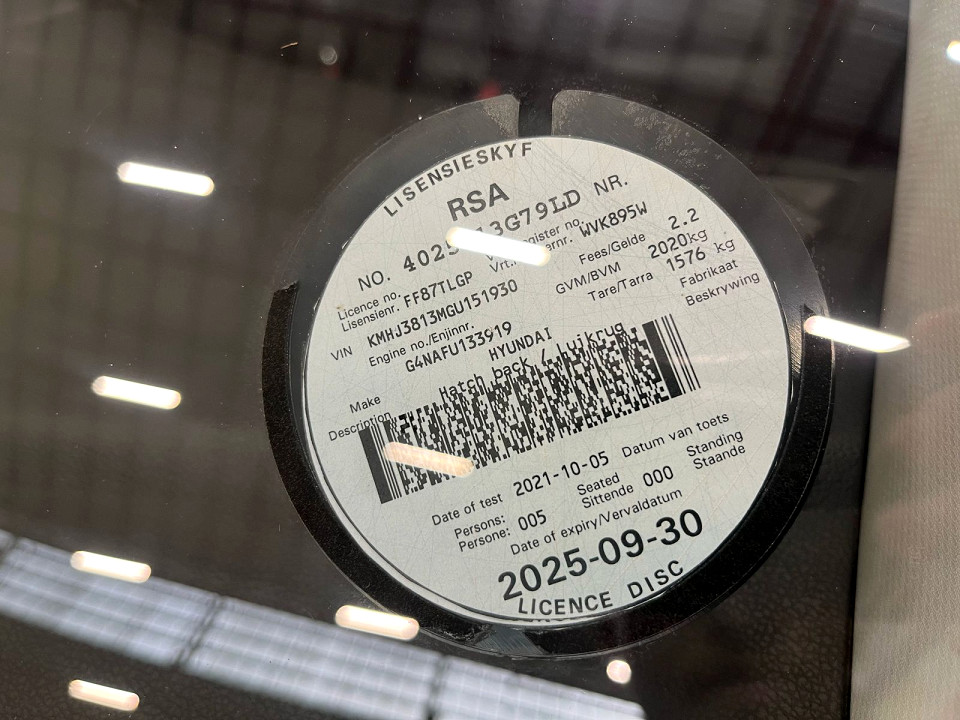 LISENSIESKYF
RSA
NO. NR.
Licence no. FF87TLGP
Lisensienr.
WVK895W
Fees/Gelde 2.2
GVM/BVM 2020kg
Tare/Tarra 1576 kg
VIN KMHJ3813MGU151930
Engine no./Enjinnr.
G4NAFU133919
Make HYUNDAI Fabrikaat
Description Hatch back / Luikrug Beskrywing
Date of test 2021-10-05 Datum van toets
Persons: 005 Seated 000 Standing
Persone: Sittende Staande
Date of expiry/Vervaldatum
2025-09-30
LICENCE DISC